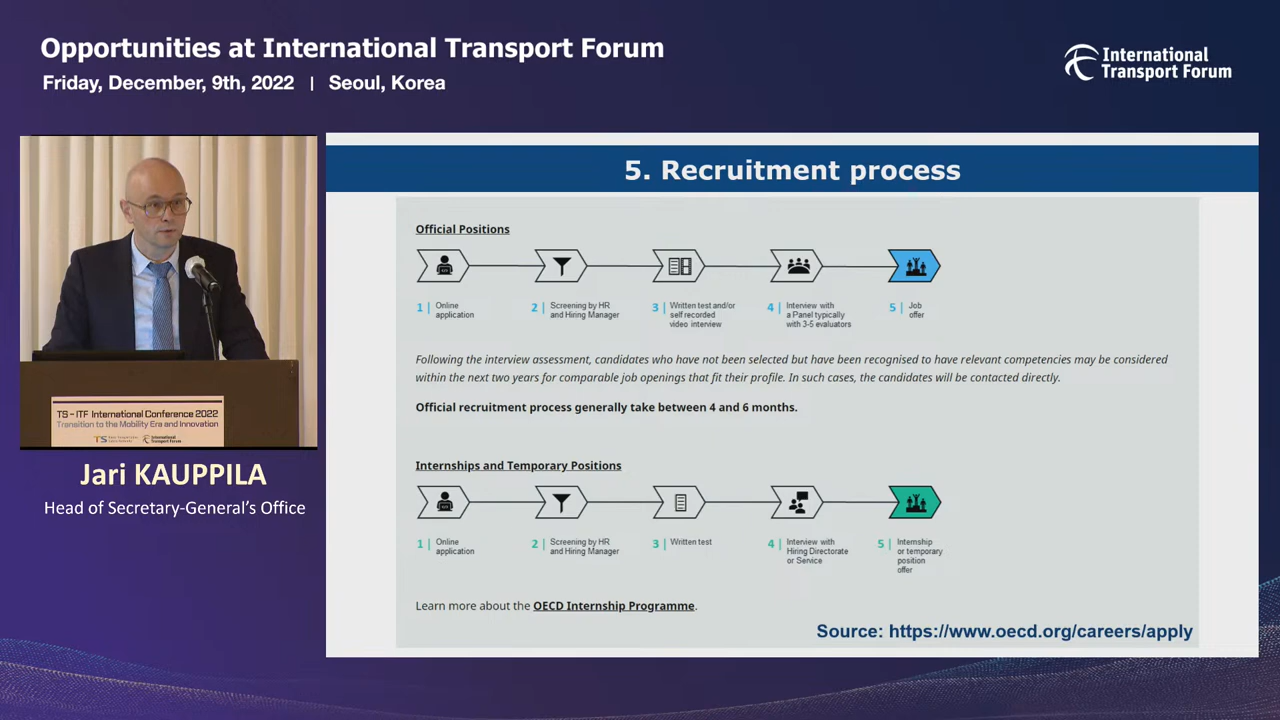 Opportunities at International Transport Forum
Friday, December, 9th, 2022 | Seoul, Korea
International
Transport Forum
TS - ITF International Conference 2022
Transition to the Mobility Era and Innovation
TS
International
Transport Forum
Jari KAUPPILA
Head of Secretary-General's Office
5. Recruitment process
Official Positions
1 | Online
application
2 | Screening by HR
and Hiring Manager
3 | Written test and/or
self recorded
video interview
4 | Interview with
a Panel typically
with 3-5 evaluators
5 | Job
offer
Following the interview assessment, candidates who have not been selected but have been recognised to have relevant competencies may be considered
within the next two years for comparable job openings that fit their profile. In such cases, the candidates will be contacted directly.
Official recruitment process generally take between 4 and 6 months.
Internships and Temporary Positions
1 | Online
application
2 | Screening by HR
and Hiring Manager
3 | Written test
4 | Interview with
Hiring Directorate
or Service
5 | Internship
or temporary
position
offer
Learn more about the OECD Internship Programme.
Source: https://www.oecd.org/careers/apply